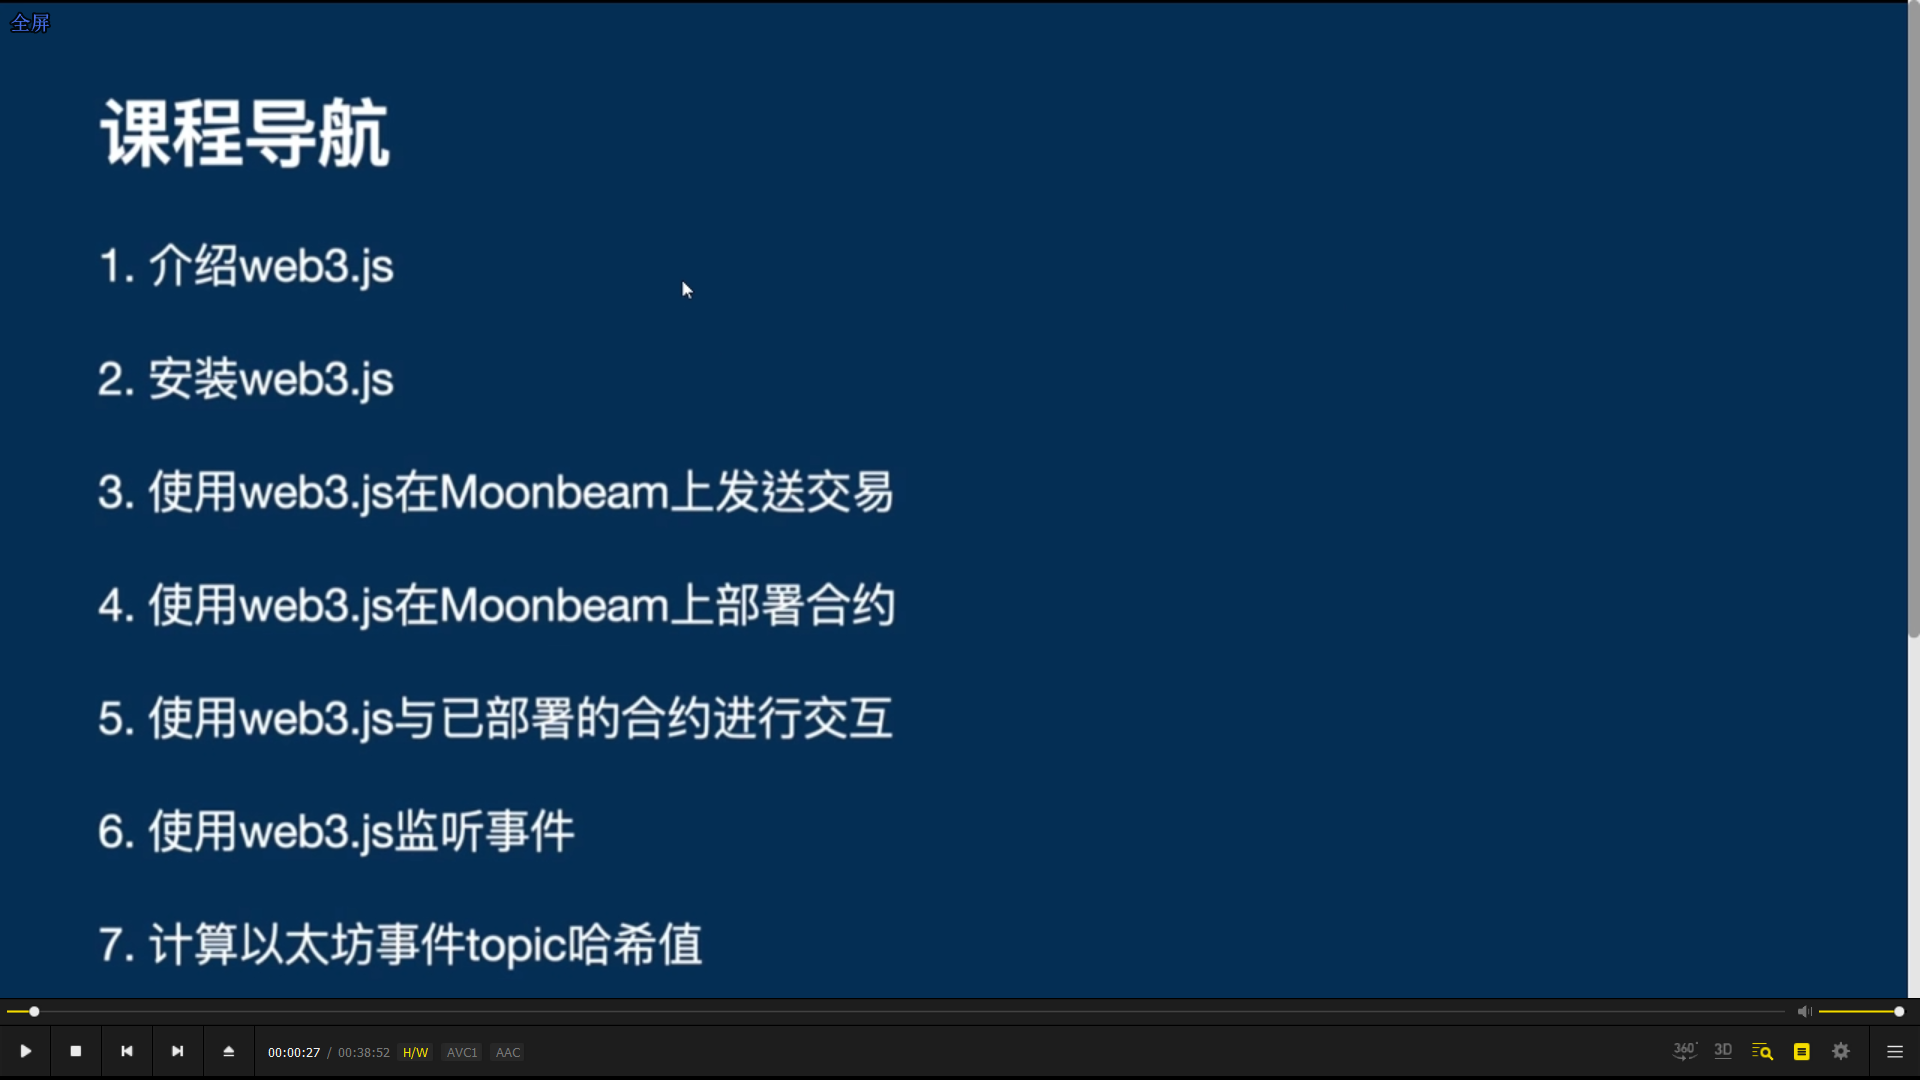 全屏
课程导航
1. 介绍web3.js
2. 安装web3.js
3. 使用web3.js在Moonbeam上发送交易
4. 使用web3.js在Moonbeam上部署合约
5. 使用web3.js与已部署的合约进行交互
6. 使用web3.js监听事件
7. 计算以太坊事件topic哈希值
00:00:27 / 00:38:52 H/W AVC1 AAC 360° 3D